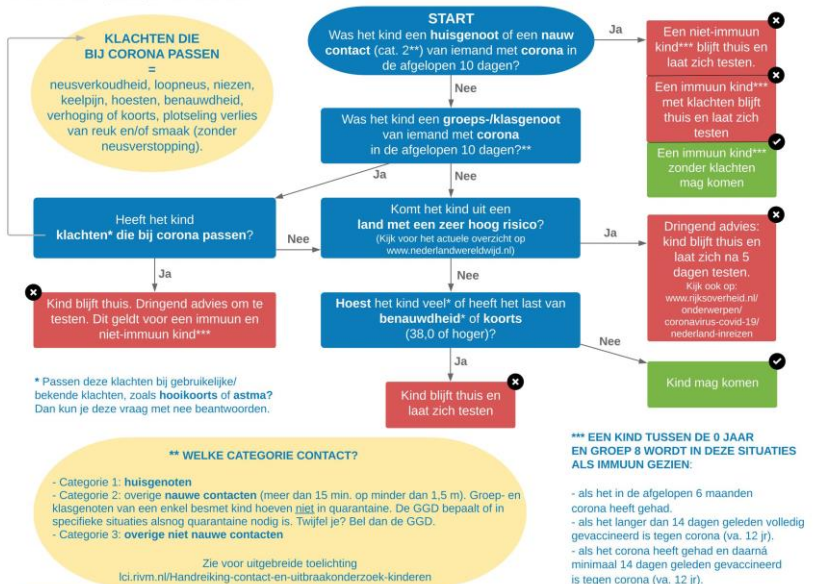 KLACHTEN DIE
BIJ CORONA PASSEN
=
neusverkoudheid, loopneus, niezen,
keelpijn, hoesten, benauwdheid,
verhoging of koorts, plotseling verlies
van reuk en/of smaak (zonder
neusverstopping).
START
Was het kind een huisgenoot of een nauw
contact (cat. 2**) van iemand met corona in
de afgelopen 10 dagen?
Ja
Een niet-immuun
kind*** blijft thuis en
laat zich testen.
Een immuun kind***
met klachten blijft
thuis en laat zich
testen
Een immuun kind***
zonder klachten
mag komen
Nee
Was het kind een groeps-/klasgenoot
van iemand met corona
in de afgelopen 10 dagen?**
Ja
Nee
Heeft het kind
klachten* die bij corona passen?
Nee
Komt het kind uit een
land met een zeer hoog risico?
(Kijk voor het actuele overzicht op
www.nederlandwereldwijd.nl)
Ja
Dringend advies:
kind blijft thuis en
laat zich na 5
dagen testen.
Kijk ook op:
www.rijksoverheid.nl/
onderwerpen/
coronavirus-covid-19/
nederland-inreizen
Ja
Kind blijft thuis. Dringend advies om te
testen. Dit geldt voor een immuun en
niet-immuun kind***
Nee
Hoest het kind veel* of heeft het last van
benauwdheid* of koorts
(38,0 of hoger)?
Nee
Kind mag komen
Ja
Kind blijft thuis en
laat zich testen
* Passen deze klachten bij gebruikelijke/
bekende klachten, zoals hooikoorts of astma?
Dan kun je deze vraag met nee beantwoorden.
** WELKE CATEGORIE CONTACT?
- Categorie 1: huisgenoten
- Categorie 2: overige nauwe contacten (meer dan 15 min. op minder dan 1,5 m). Groep- en
klasgenoten van een enkel besmet kind hoeven niet in quarantaine. De GGD bepaalt of in
specifieke situaties alsnog quarantaine nodig is. Twijfel je? Bel dan de GGD.
- Categorie 3: overige niet nauwe contacten
Zie voor uitgebreide toelichting
lci.rivm.nl/Handreiking-contact-en-uitbraakonderzoek-kinderen
*** EEN KIND TUSSEN DE 0 JAAR
EN GROEP 8 WORDT IN DEZE SITUATIES
ALS IMMUUN GEZIEN:
- als het in de afgelopen 6 maanden
corona heeft gehad.
- als het langer dan 14 dagen geleden volledig
gevaccineerd is tegen corona (va. 12 jr).
- als het corona heeft gehad en daarná
minimaal 14 dagen geleden gevaccineerd
is tegen corona (va. 12 jr).